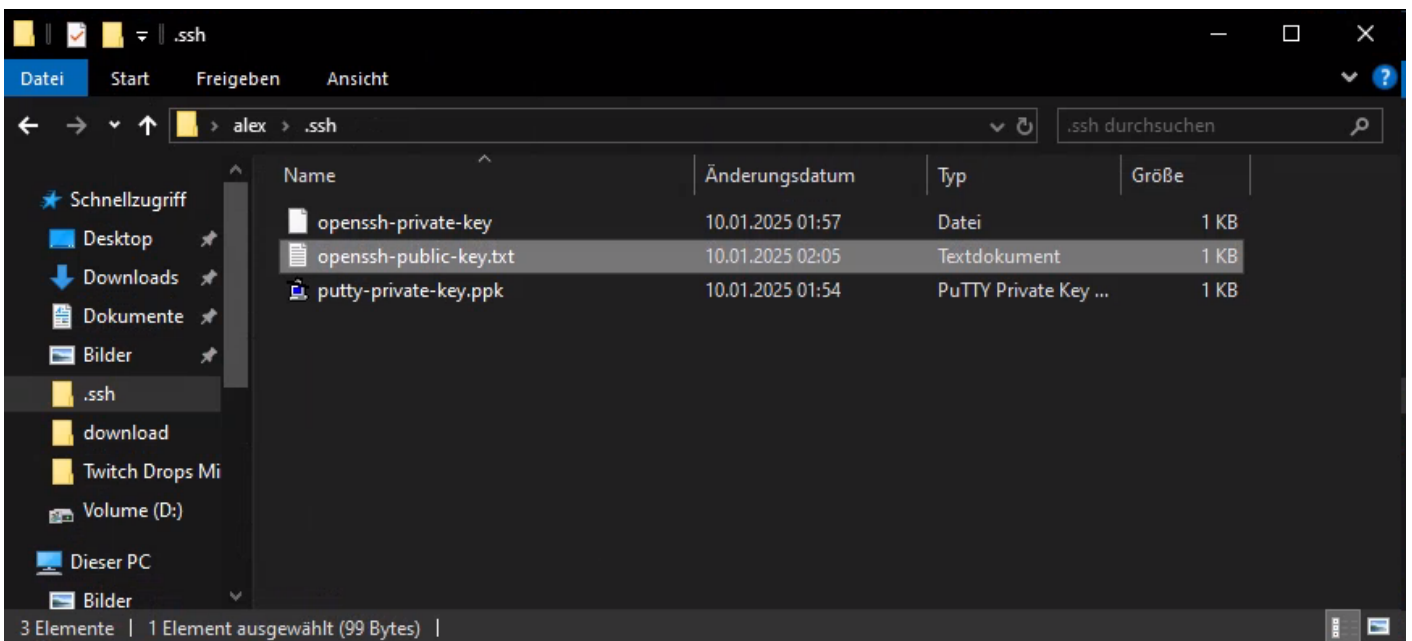 .ssh
Datei Start Freigeben Ansicht ?
alex .ssh .ssh durchsuchen
Name Änderungsdatum Typ Größe
Schnellzugriff
openssh-private-key 10.01.2025 01:57 Datei 1 KB
Desktop
openssh-public-key.txt 10.01.2025 02:05 Textdokument 1 KB
Downloads
putty-private-key.ppk 10.01.2025 01:54 PuTTY Private Key ... 1 KB
Dokumente
Bilder
.ssh
download
Twitch Drops Mi
Volume (D:)
Dieser PC
Bilder
3 Elemente | 1 Element ausgewählt (99 Bytes) |